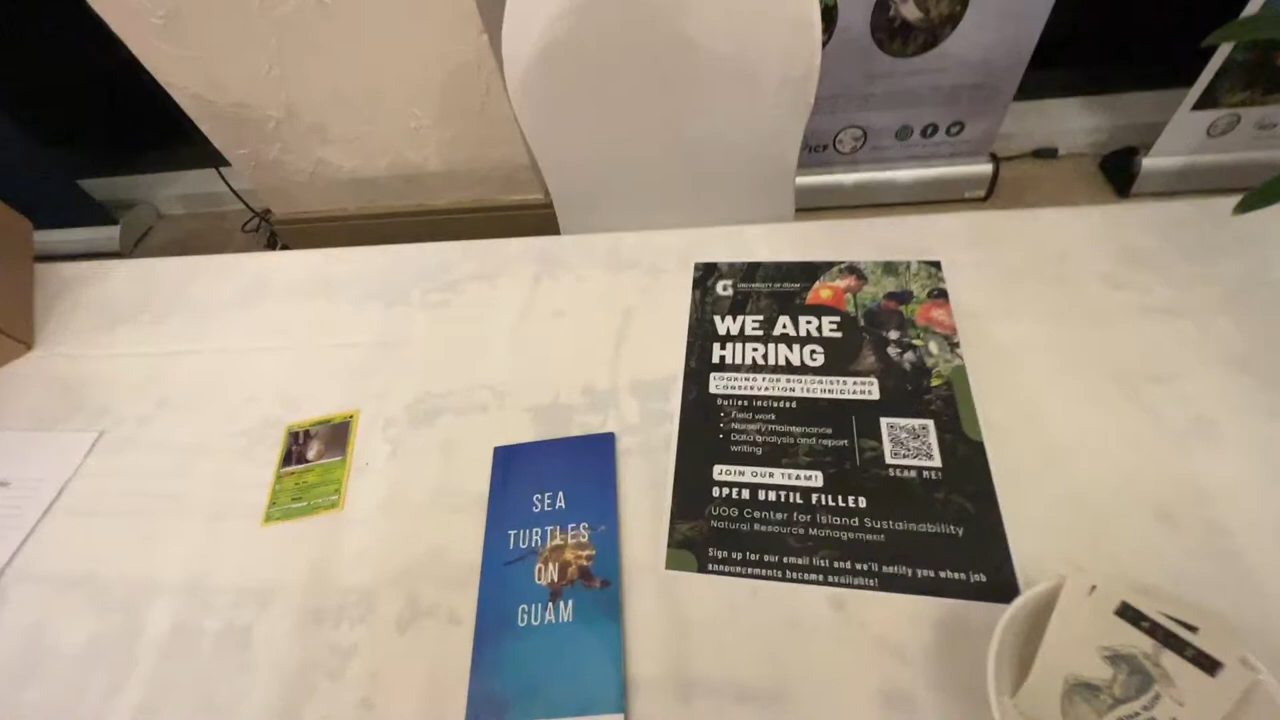 ICF
UNIVERSITY OF GUAM
WE ARE
HIRING
LOOKING FOR BIOLOGISTS AND
CONSERVATION TECHNICIANS
Duties included
• Field work
• Nursery maintenance
• Data analysis and report
writing
SCAN ME!
JOIN OUR TEAM!
OPEN UNTIL FILLED
UOG Center for Island Sustainability
Natural Resource Management
Sign up for our email list and we'll notify you when job
announcements become available!
SEA
TURTLES
ON
GUAM